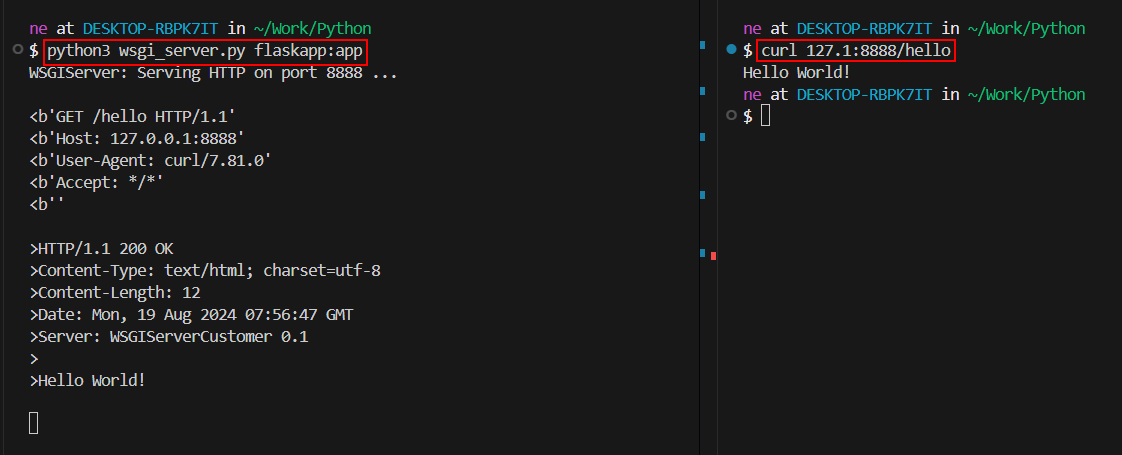 ne at DESKTOP-RBPK7IT in ~/Work/Python
$ python3 wsgi_server.py flaskapp:app
WSGIServer: Serving HTTP on port 8888 ...
<b'GET /hello HTTP/1.1'
<b'Host: 127.0.0.1:8888'
<b'User-Agent: curl/7.81.0'
<b'Accept: */*'
<b''
>HTTP/1.1 200 OK
>Content-Type: text/html; charset=utf-8
>Content-Length: 12
>Date: Mon, 19 Aug 2024 07:56:47 GMT
>Server: WSGIServerCustomer 0.1
>
>Hello World!
ne at DESKTOP-RBPK7IT in ~/Work/Python
$ curl 127.1:8888/hello
Hello World!
ne at DESKTOP-RBPK7IT in ~/Work/Python
$